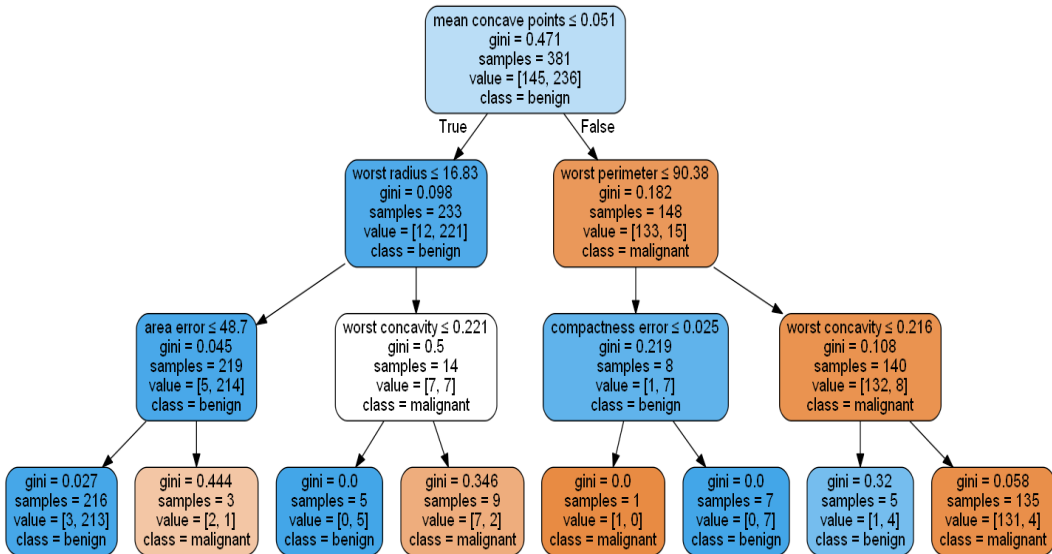 mean concave points ≤ 0.051
gini = 0.471
samples = 381
value = [145, 236]
class = benign
True
False
worst radius ≤ 16.83
gini = 0.098
samples = 233
value = [12, 221]
class = benign
worst perimeter ≤ 90.38
gini = 0.182
samples = 148
value = [133, 15]
class = malignant
area error ≤ 48.7
gini = 0.045
samples = 219
value = [5, 214]
class = benign
worst concavity ≤ 0.221
gini = 0.5
samples = 14
value = [7, 7]
class = malignant
compactness error ≤ 0.025
gini = 0.219
samples = 8
value = [1, 7]
class = benign
worst concavity ≤ 0.216
gini = 0.108
samples = 140
value = [132, 8]
class = malignant
gini = 0.027
samples = 216
value = [3, 213]
class = benign
gini = 0.444
samples = 3
value = [2, 1]
class = malignant
gini = 0.0
samples = 5
value = [0, 5]
class = benign
gini = 0.346
samples = 9
value = [7, 2]
class = malignant
gini = 0.0
samples = 1
value = [1, 0]
class = malignant
gini = 0.0
samples = 7
value = [0, 7]
class = benign
gini = 0.32
samples = 5
value = [1, 4]
class = benign
gini = 0.058
samples = 135
value = [131, 4]
class = malignant